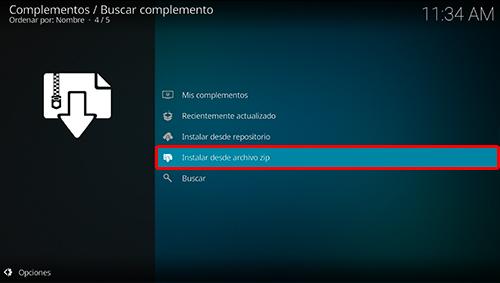 Complementos / Buscar complemento
Ordenar por: Nombre · 4 / 5
11:34 AM
Mis complementos
Recientemente actualizado
Instalar desde repositorio
Instalar desde archivo zip
Buscar
Opciones